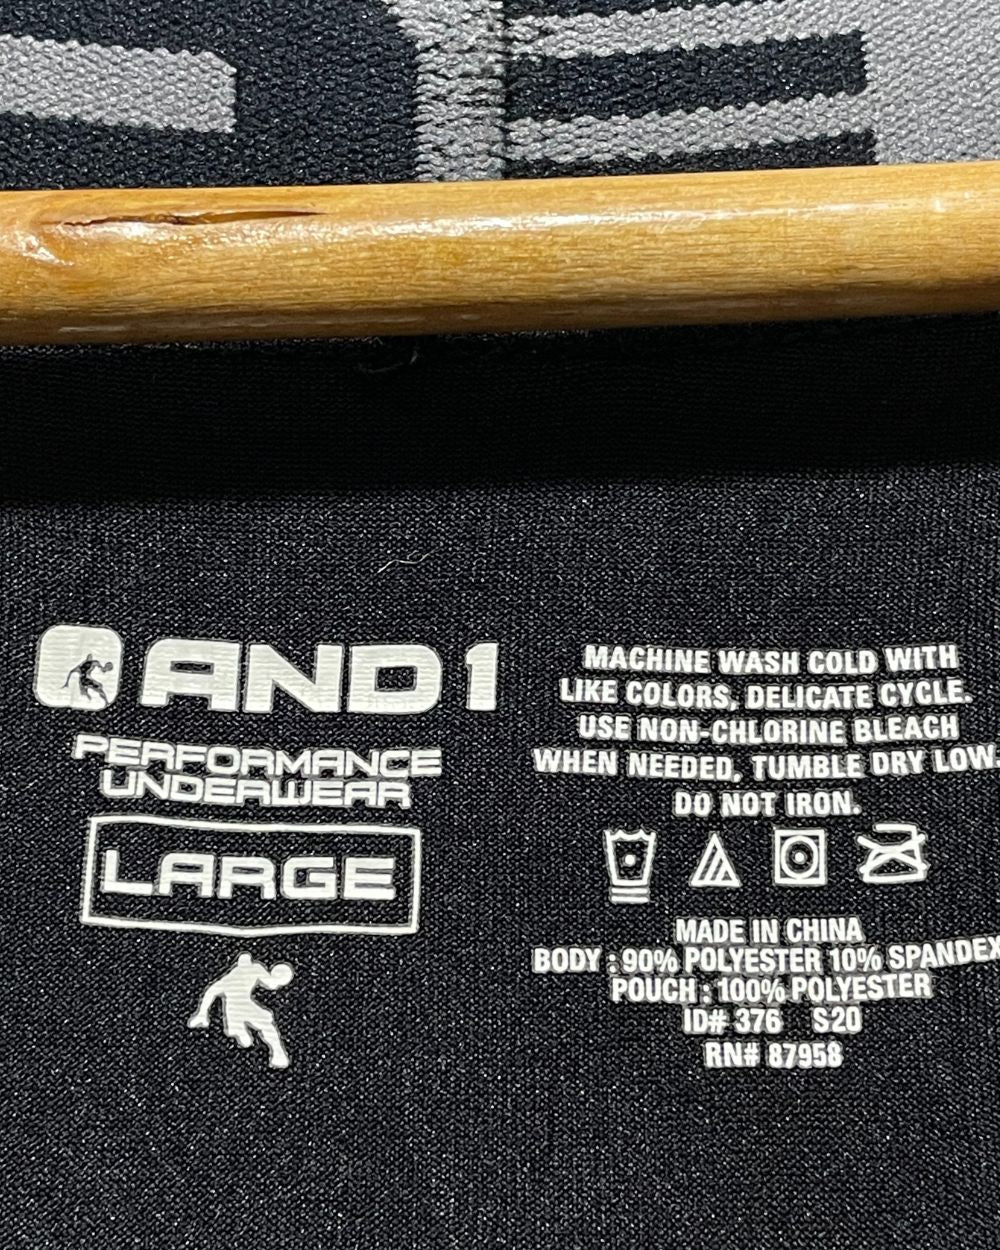 AND1
PERFORMANCE
UNDERWEAR
LARGE
MACHINE WASH COLD WITH
LIKE COLORS, DELICATE CYCLE.
USE NON-CHLORINE BLEACH
WHEN NEEDED, TUMBLE DRY LOW.
DO NOT IRON.
MADE IN CHINA
BODY : 90% POLYESTER 10% SPANDEX
POUCH : 100% POLYESTER
ID# 376 S20
RN# 87958